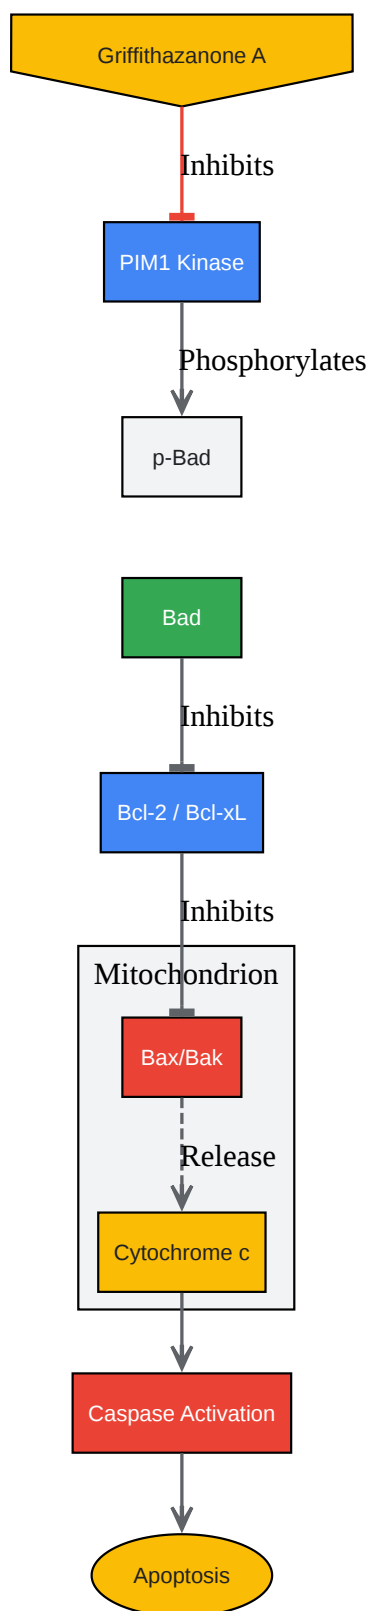 Griffithazanone A
Inhibits
PIM1 Kinase
Phosphorylates
p-Bad
Bad
Inhibits
Bcl-2 / Bcl-xL
Inhibits
Mitochondrion
Bax/Bak
Release
Cytochrome c
Caspase Activation
Apoptosis